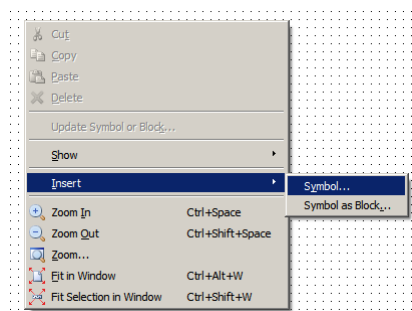 Cut
Copy
Paste
Delete
Update Symbol or Block...
Show
Insert
Symbol...
Symbol as Block...
Zoom In Ctrl+Space
Zoom Out Ctrl+Shift+Space
Zoom...
Fit in Window Ctrl+Alt+W
Fit Selection in Window Ctrl+Shift+W